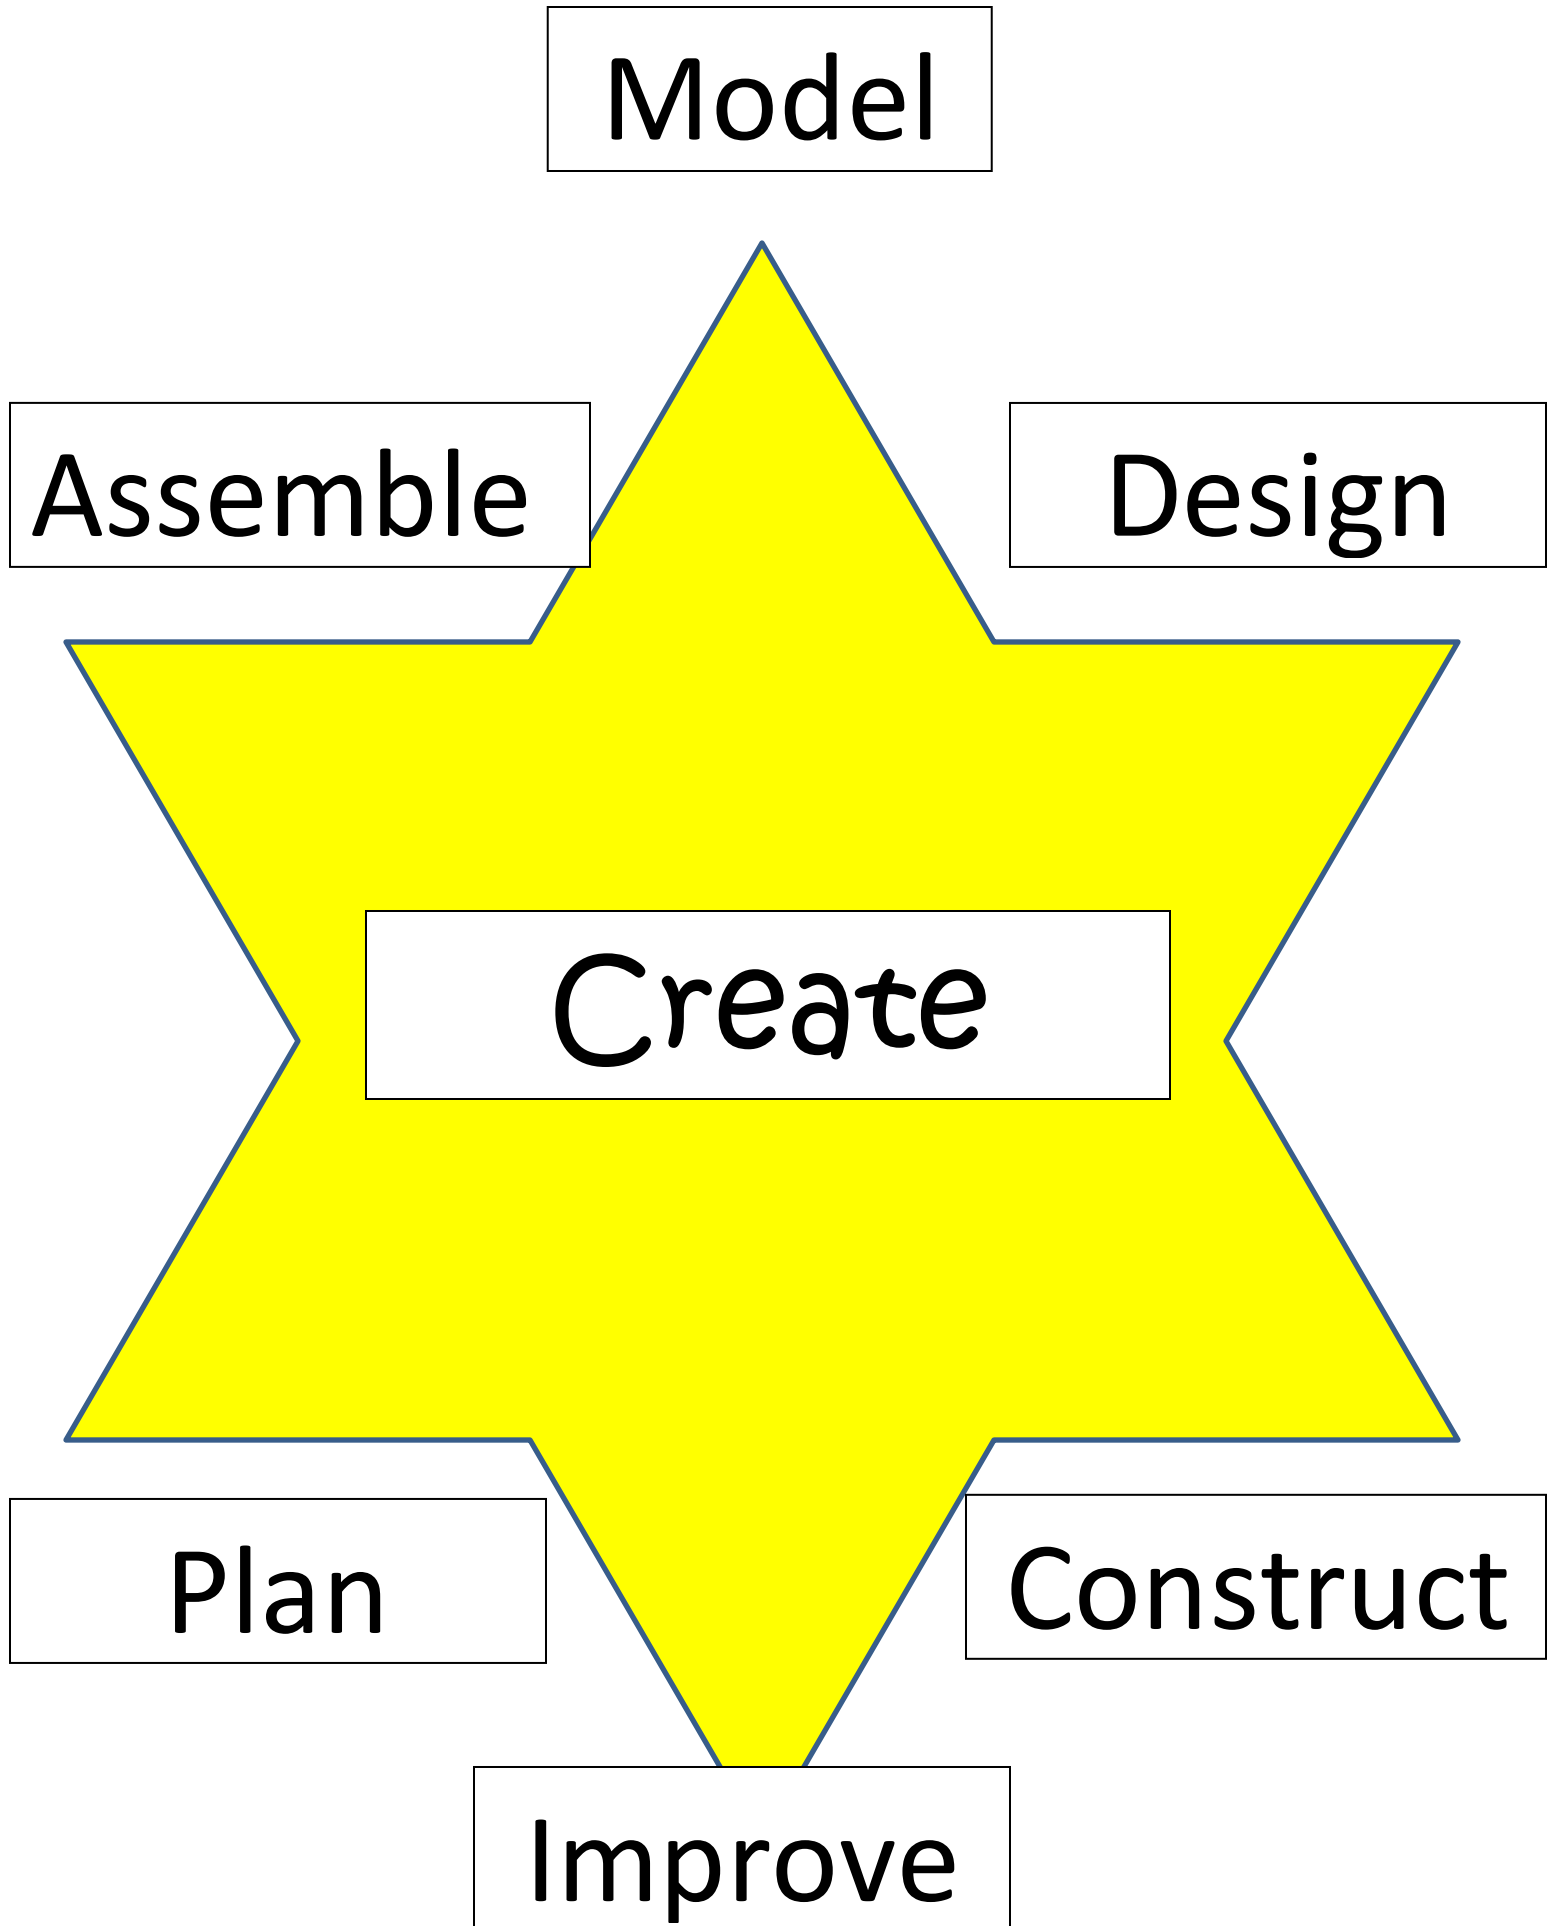 Model
Assemble
Design
Create
Plan
Construct
Improve